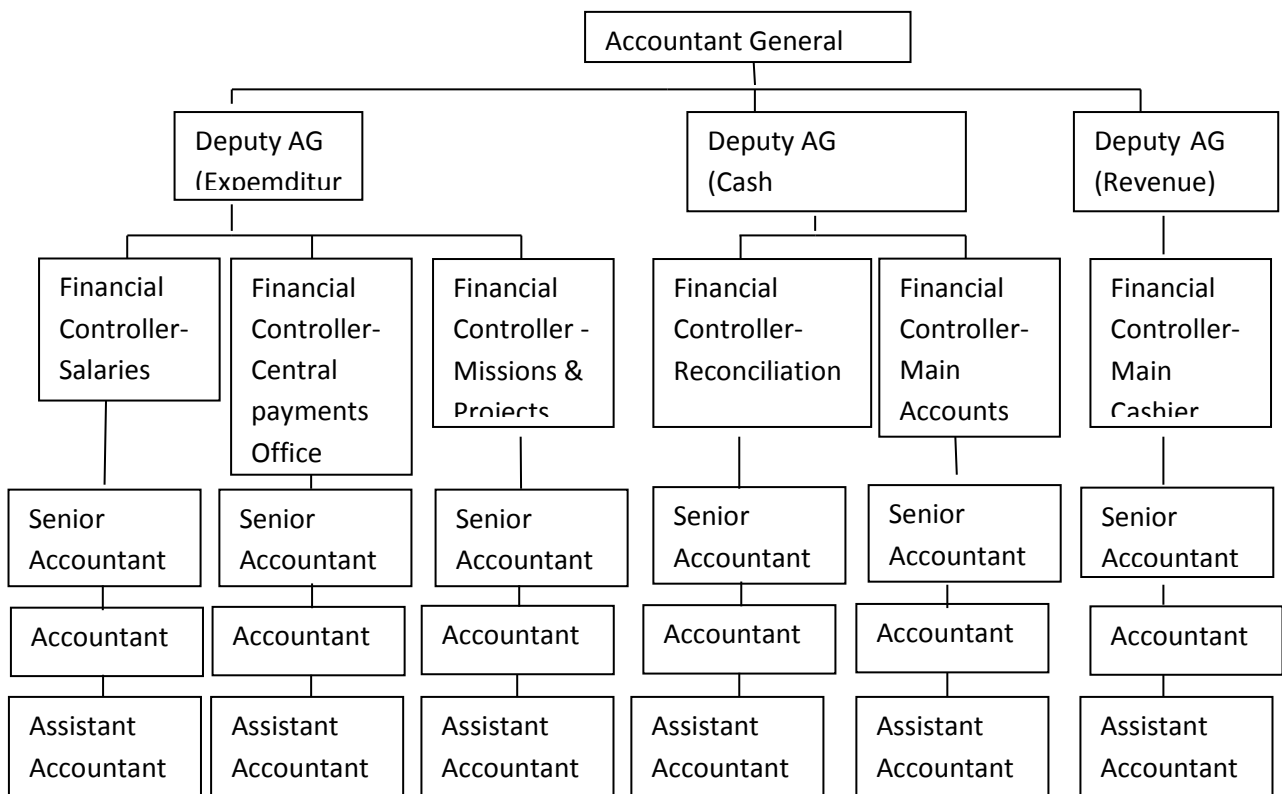 Accountant General
Deputy AG
(Expemditur
Deputy AG
(Cash
Deputy AG
(Revenue)
Financial
Controller-
Salaries
Financial
Controller-
Central
payments
Office
Financial
Controller -
Missions &
Projects
Financial
Controller-
Reconciliation
Financial
Controller-
Main
Accounts
Financial
Controller-
Main
Cashier
Senior
Accountant
Senior
Accountant
Senior
Accountant
Senior
Accountant
Senior
Accountant
Senior
Accountant
Accountant
Accountant
Accountant
Accountant
Accountant
Accountant
Assistant
Accountant
Assistant
Accountant
Assistant
Accountant
Assistant
Accountant
Assistant
Accountant
Assistant
Accountant